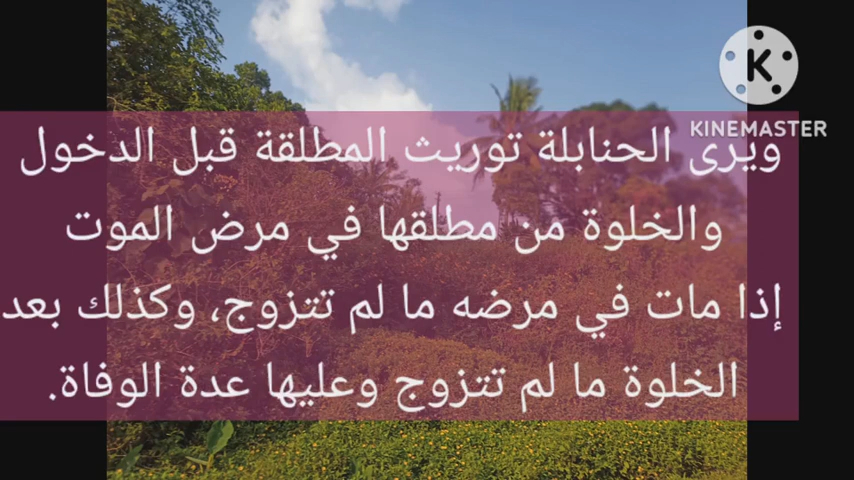 KINEMASTER
ويرى الحنابلة توريث المطلقة قبل الدخول
والخلوة من مطلقها في مرض الموت
إذا مات في مرضه ما لم تتزوج، وكذلك بعد
الخلوة ما لم تتزوج وعليها عدة الوفاة.